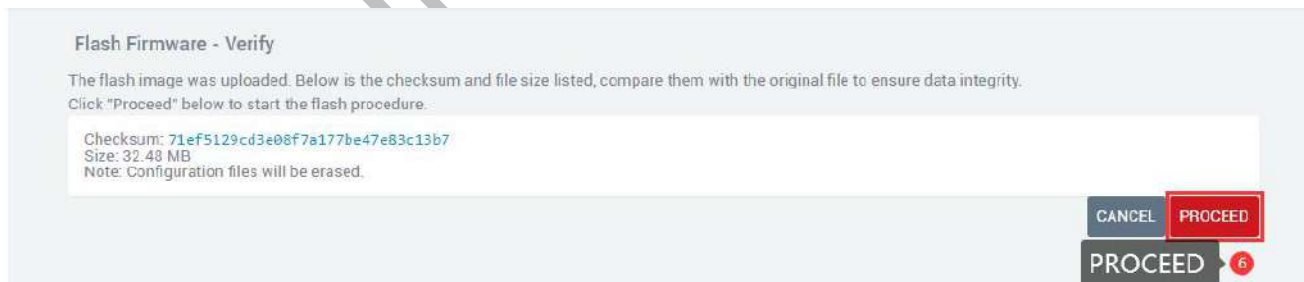 Flash Firmware - Verify
The flash image was uploaded. Below is the checksum and file size listed, compare them with the original file to ensure data integrity.
Click "Proceed" below to start the flash procedure.
Checksum: 71ef5129cd3e08f7a177be47e83c13b7
Size: 32.48 MB
Note: Configuration files will be erased.
CANCEL PROCEED
PROCEED 6